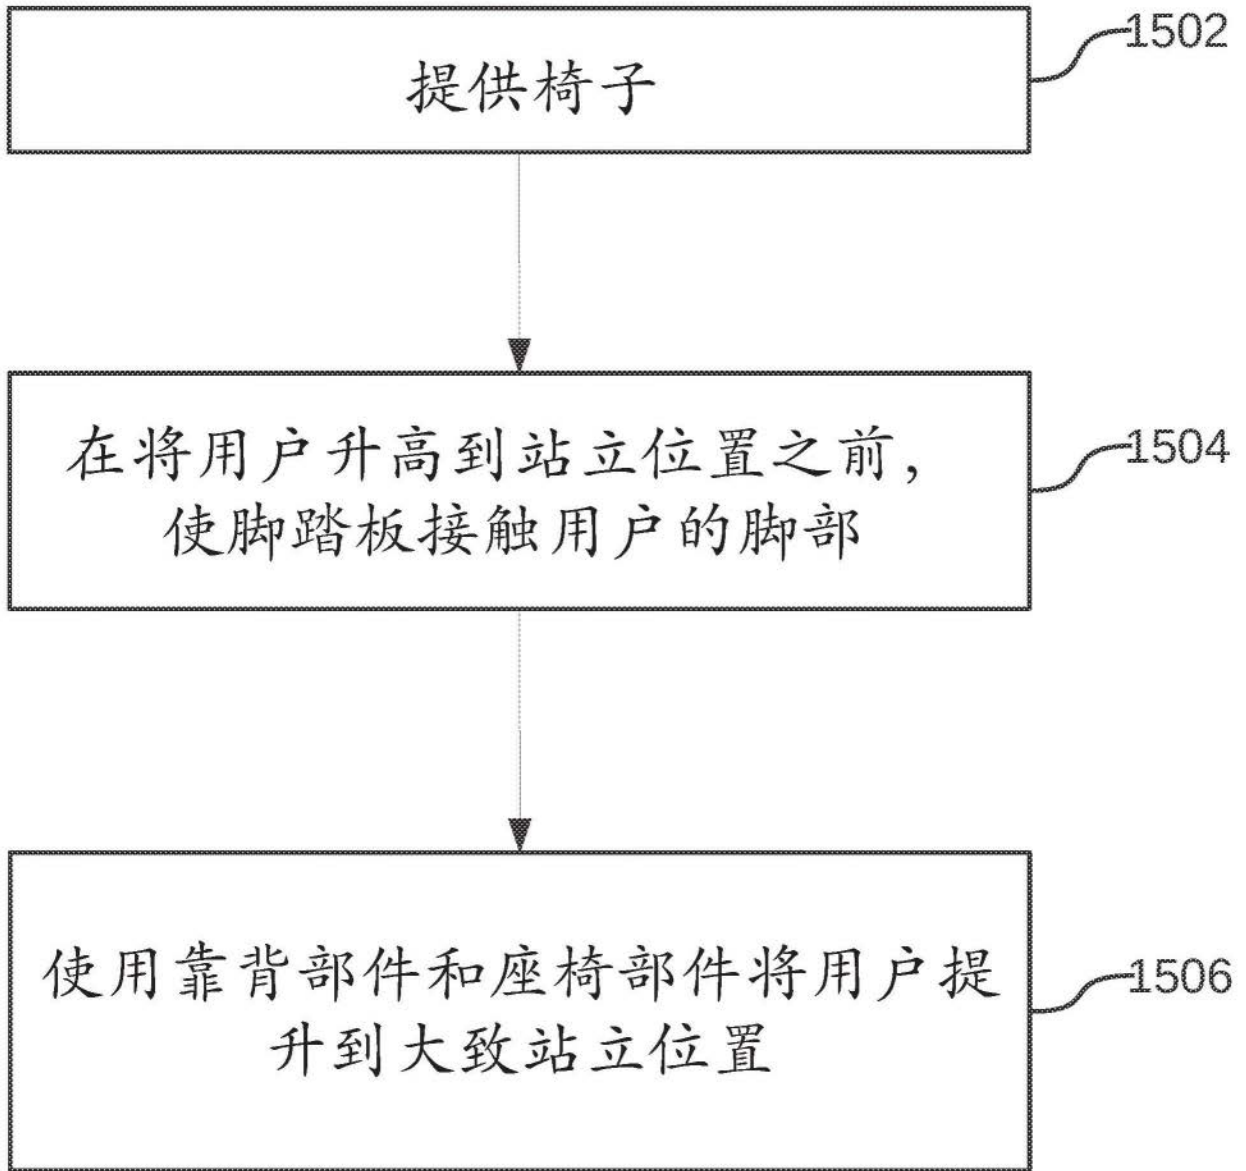 1502
提供椅子
1504
在将用户升高到站立位置之前，
使脚踏板接触用户的脚部
1506
使用靠背部件和座椅部件将用户提
升到大致站立位置